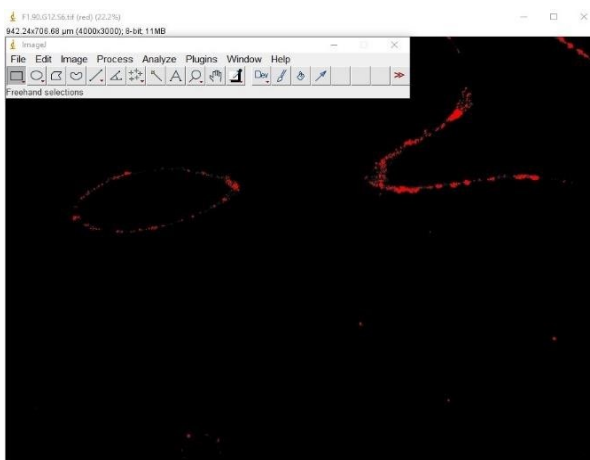 F1.90.G12.S6.tif (red) (22.2%)
942.24x706.68 µm (4000x3000); 8-bit; 11MB
ImageJ
File Edit Image Process Analyze Plugins Window Help
A Dev
Freehand selections